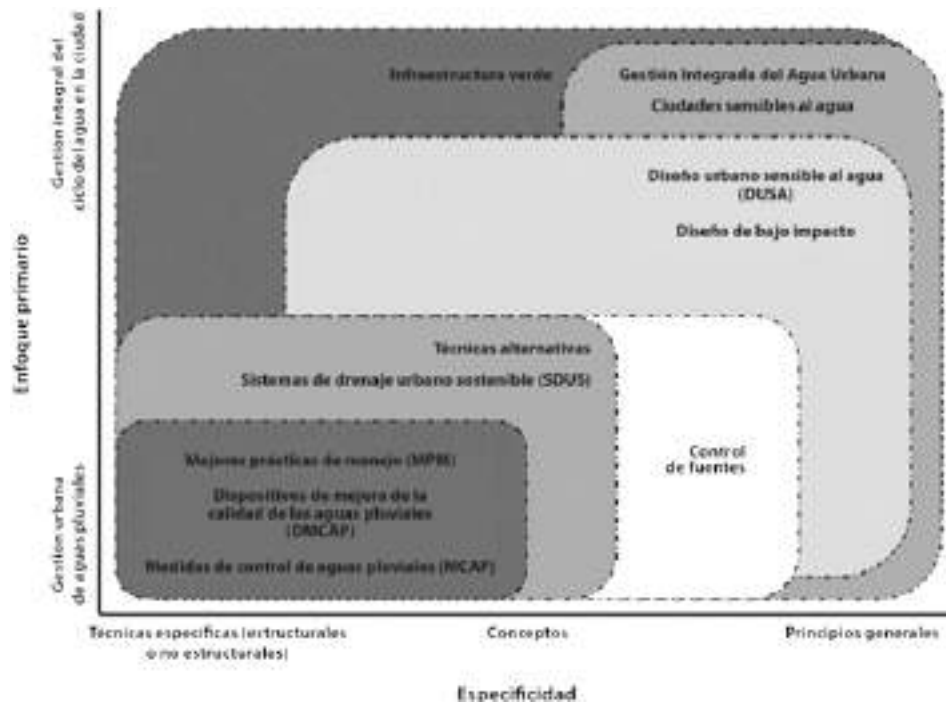 Gestión integral del
ciclo del agua en la ciudad
Enfoque primario
Gestión urbana
de aguas pluviales
Infraestructura verde
Gestión Integrada del Agua Urbana
Ciudades sensibles al agua
Diseño urbano sensible al agua
(DUSA)
Diseño de bajo impacto
Técnicas alternativas
Sistemas de drenaje urbano sostenible (SDUS)
Control
de fuentes
Mejores prácticas de manejo (MPM)
Dispositivos de mejora de la
calidad de las aguas pluviales
(DMCAP)
Medidas de control de aguas pluviales (MCAP)
Técnicas específicas (estructurales
o no estructurales)
Conceptos
Principios generales
Especificidad